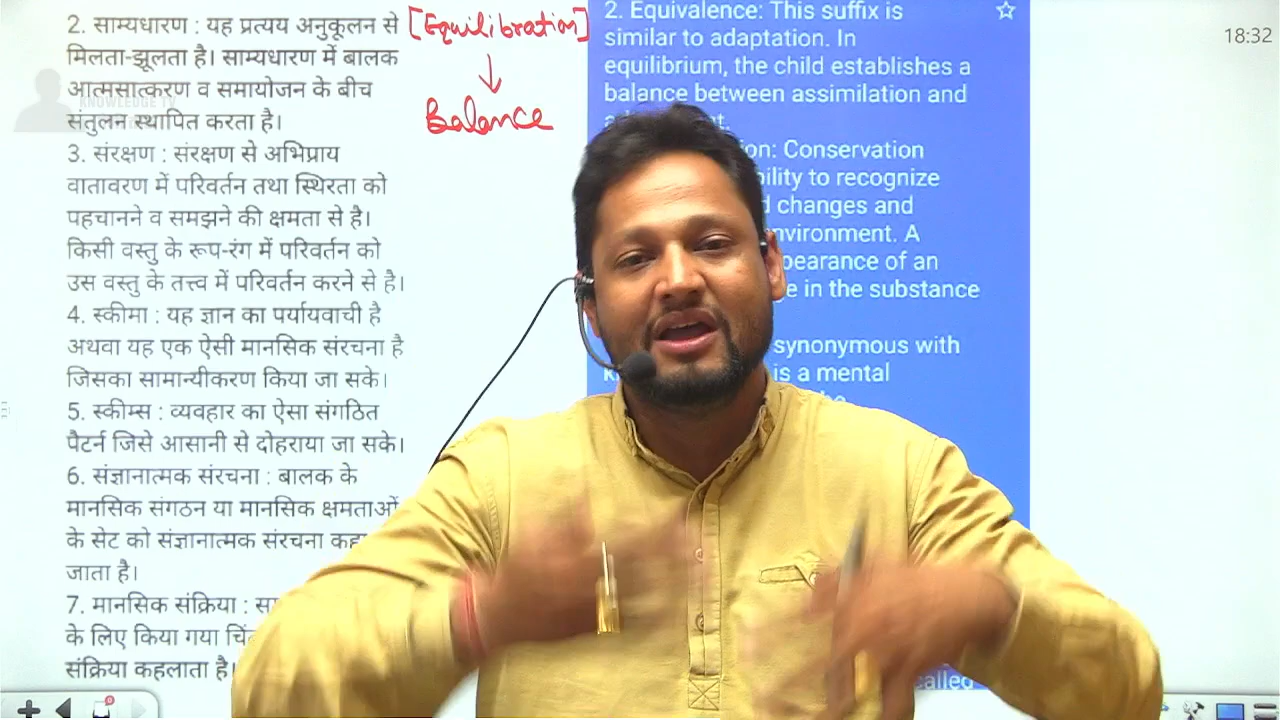 2. साम्यधारण : यह प्रत्यय अनुकूलन से
मिलता-झूलता है। साम्यधारण में बालक
आत्मसात्करण व समायोजन के बीच
संतुलन स्थापित करता है।
3. संरक्षण : संरक्षण से अभिप्राय
वातावरण में परिवर्तन तथा स्थिरता को
पहचानने व समझने की क्षमता से है।
किसी वस्तु के रूप-रंग में परिवर्तन को
उस वस्तु के तत्त्व में परिवर्तन करने से है।
4. स्कीमा : यह ज्ञान का पर्यायवाची है
अथवा यह एक ऐसी मानसिक संरचना है
जिसका सामान्यीकरण किया जा सके।
5. स्कीम्स : व्यवहार का ऐसा संगठित
पैटर्न जिसे आसानी से दोहराया जा सके।
6. संज्ञानात्मक संरचना : बालक के
मानसिक संगठन या मानसिक क्षमताओं
के सेट को संज्ञानात्मक संरचना
जाता है।
7. मानसिक संक्रिया :
के लिए किया गया
संक्रिया कहलाता है।
KNOWLEDGE TV
[Equilibration]
Balance
2. Equivalence: This suffix is
similar to adaptation. In
equilibrium, the child establishes a
balance between assimilation and
Conservation
to recognize
changes and
A
of an
in the substance
synonymous with
is a mental
called
18:32